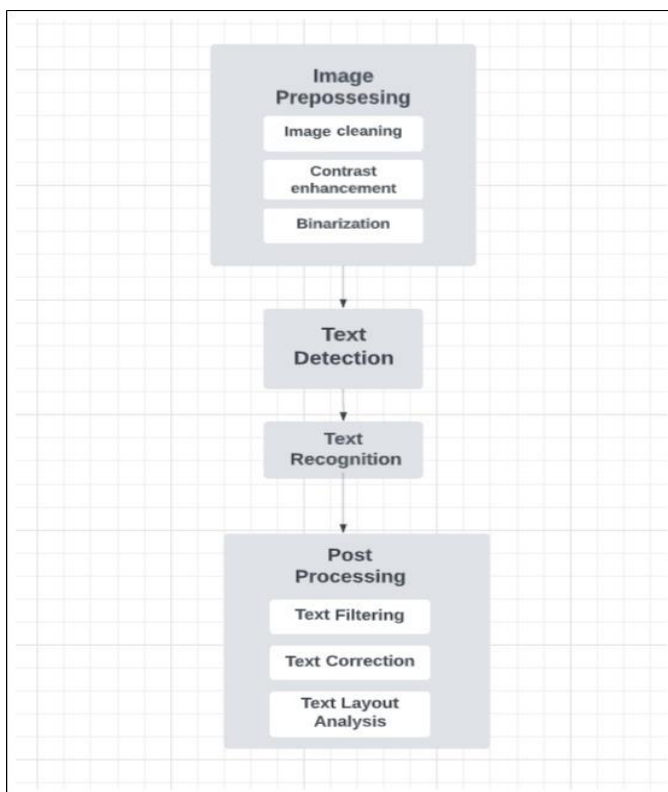 Image
Prepossesing
Image cleaning
Contrast
enhancement
Binarization
Text
Detection
Text
Recognition
Post
Processing
Text Filtering
Text Correction
Text Layout
Analysis